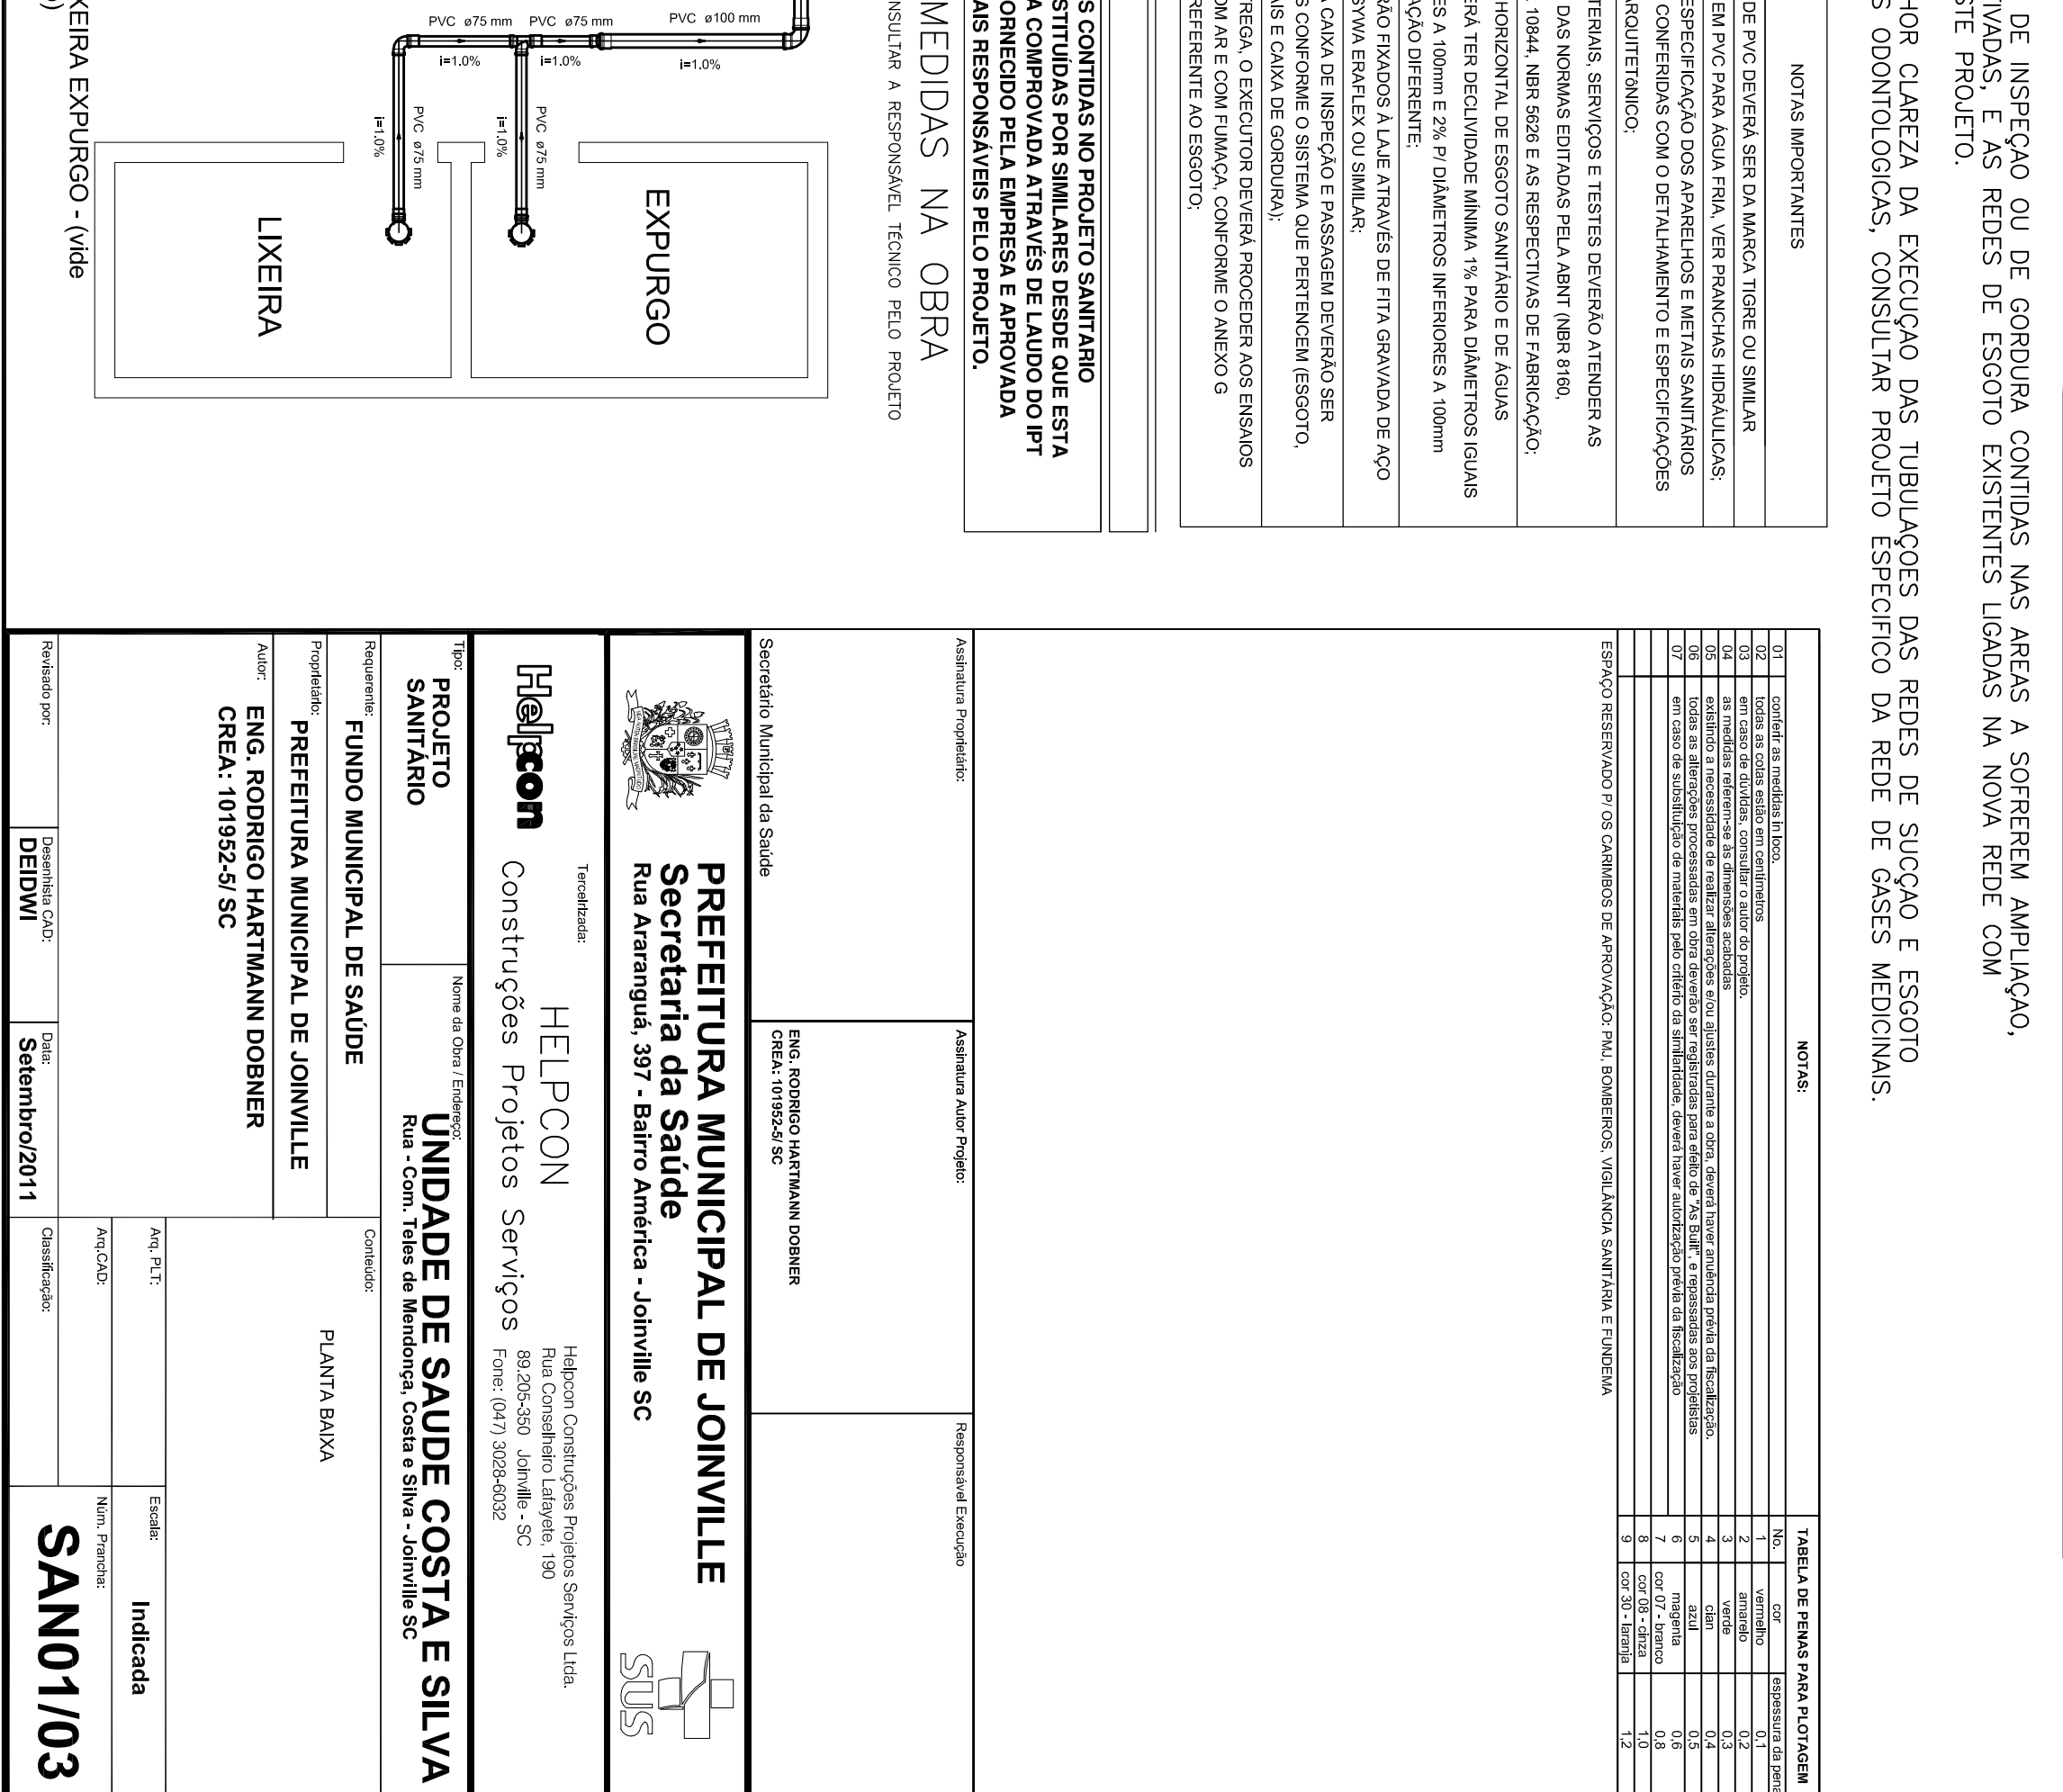 DE INSPEÇAO OU DE GORDURA CONTIDAS NAS AREAS A SOFREREM AMPLIAÇAO,
IVADAS, E AS REDES DE ESGOTO EXISTENTES LIGADAS NA NOVA REDE COM
STE PROJETO.
HOR CLAREZA DA EXECUÇAO DAS TUBULAÇOES DAS REDES DE SUCÇAO E ESGOTO
S ODONTOLOGICAS, CONSULTAR PROJETO ESPECIFICO DA REDE DE GASES MEDICINAIS.
NOTAS IMPORTANTES
DE PVC DEVERÁ SER DA MARCA TIGRE OU SIMILAR
EM PVC PARA ÁGUA FRIA, VER PRANCHAS HIDRÁULICAS;
ESPECIFICAÇÃO DOS APARELHOS E METAIS SANITÁRIOS
CONFERIDAS COM O DETALHAMENTO E ESPECIFICAÇÕES
ARQUITETÔNICO;
TERIAIS, SERVIÇOS E TESTES DEVERÃO ATENDER AS
DAS NORMAS EDITADAS PELA ABNT (NBR 8160,
10844, NBR 5626 E AS RESPECTIVAS DE FABRICAÇÃO;
HORIZONTAL DE ESGOTO SANITÁRIO E DE ÁGUAS
ERÁ TER DECLIVIDADE MÍNIMA 1% PARA DIÂMETROS IGUAIS
ES A 100mm E 2% P/ DIÂMETROS INFERIORES A 100mm
AÇÃO DIFERENTE;
RÃO FIXADOS À LAJE ATRAVÉS DE FITA GRAVADA DE AÇO
SYWA ERAFLEX OU SIMILAR;
A CAIXA DE INSPEÇÃO E PASSAGEM DEVERÃO SER
S CONFORME O SISTEMA QUE PERTENCEM (ESGOTO,
AIS E CAIXA DE GORDURA);
TREGA, O EXECUTOR DEVERÁ PROCEDER AOS ENSAIOS
OM AR E COM FUMAÇA, CONFORME O ANEXO G
REFERENTE AO ESGOTO;
S CONTIDAS NO PROJETO SANITARIO
STITUÍDAS POR SIMILARES DESDE QUE ESTA
A COMPROVADA ATRAVÉS DE LAUDO DO IPT
ORNECIDO PELA EMPRESA E APROVADA
AIS RESPONSÁVEIS PELO PROJETO.
MEDIDAS NA OBRA
NSULTAR A RESPONSÁVEL TÉCNICO PELO PROJETO
PVC ø75 mm
PVC ø75 mm
PVC ø100 mm
i=1.0%
i=1.0%
i=1.0%
PVC ø75 mm
i=1.0%
PVC ø75 mm
i=1.0%
EXPURGO
LIXEIRA
XEIRA EXPURGO - (vide
NOTAS:
01 conferir as medidas in loco.
02 todas as cotas estão em centímetros
03 em caso de dúvidas, consultar o autor do projeto.
04 as medidas referem-se às dimensões acabadas
05 existindo a necessidade de realizar alterações e/ou ajustes durante a obra, deverá haver anuência prévia da fiscalização.
06 todas as alterações processadas em obra deverão ser registradas para efeito de "As Built", e repassadas aos projetistas
07 em caso de substituição de materiais pelo critério da similaridade, deverá haver autorização prévia da fiscalização
ESPAÇO RESERVADO P/ OS CARIMBOS DE APROVAÇÃO: PMJ, BOMBEIROS, VIGILÂNCIA SANITÁRIA E FUNDEMA
TABELA DE PENAS PARA PLOTAGEM
No. cor espessura da pena
1 vermelho 0,1
2 amarelo 0,2
3 verde 0,3
4 cian 0,4
5 azul 0,5
6 magenta 0,6
7 cor 07 - branco 0,8
8 cor 08 - cinza 1,0
9 cor 30 - laranja 1,2
Assinatura Proprietário:
Secretário Municipal da Saúde
Assinatura Autor Projeto:
ENG. RODRIGO HARTMANN DOBNER
CREA: 101952-5/ SC
Responsável Execução
PREFEITURA MUNICIPAL DE JOINVILLE
Secretaria da Saúde
Rua Araranguá, 397 - Bairro América - Joinville SC
SUS
Helpcon
Terceirizada:
HELPCON
Construções Projetos Serviços
Helpcon Construções Projetos Serviços Ltda.
Rua Conselheiro Lafayete, 190
89.205-350 Joinville - SC
Fone: (047) 3028-6032
Tipo:
PROJETO
SANITÁRIO
Nome da Obra / Endereço:
UNIDADE DE SAUDE COSTA E SILVA
Rua - Com. Teles de Mendonça, Costa e Silva - Joinville SC
Requerente:
FUNDO MUNICIPAL DE SAÚDE
Proprietário:
PREFEITURA MUNICIPAL DE JOINVILLE
Autor:
ENG. RODRIGO HARTMANN DOBNER
CREA: 101952-5/ SC
Conteúdo:
PLANTA BAIXA
Revisado por:
Desenhista CAD:
DEIDWI
Data:
Setembro/2011
Arq. PLT:
Arq.CAD:
Classificação:
Escala:
Indicada
Núm. Prancha:
SAN01/03